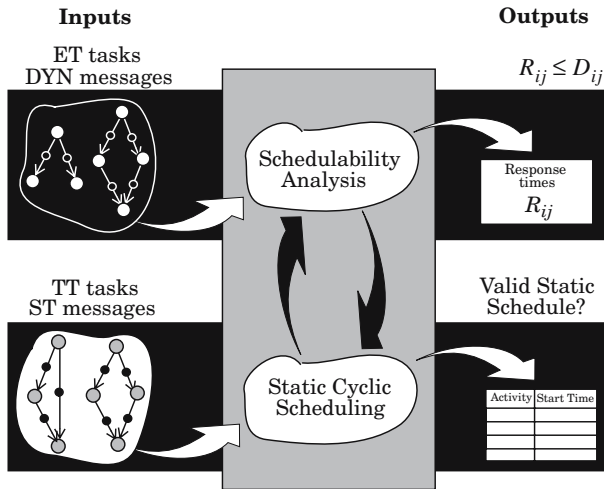 Inputs
Outputs
ET tasks
DYN messages
R_ij ≤ D_ij
Schedulability
Analysis
Response
times
R_ij
TT tasks
ST messages
Valid Static
Schedule?
Static Cyclic
Scheduling
Activity Start Time